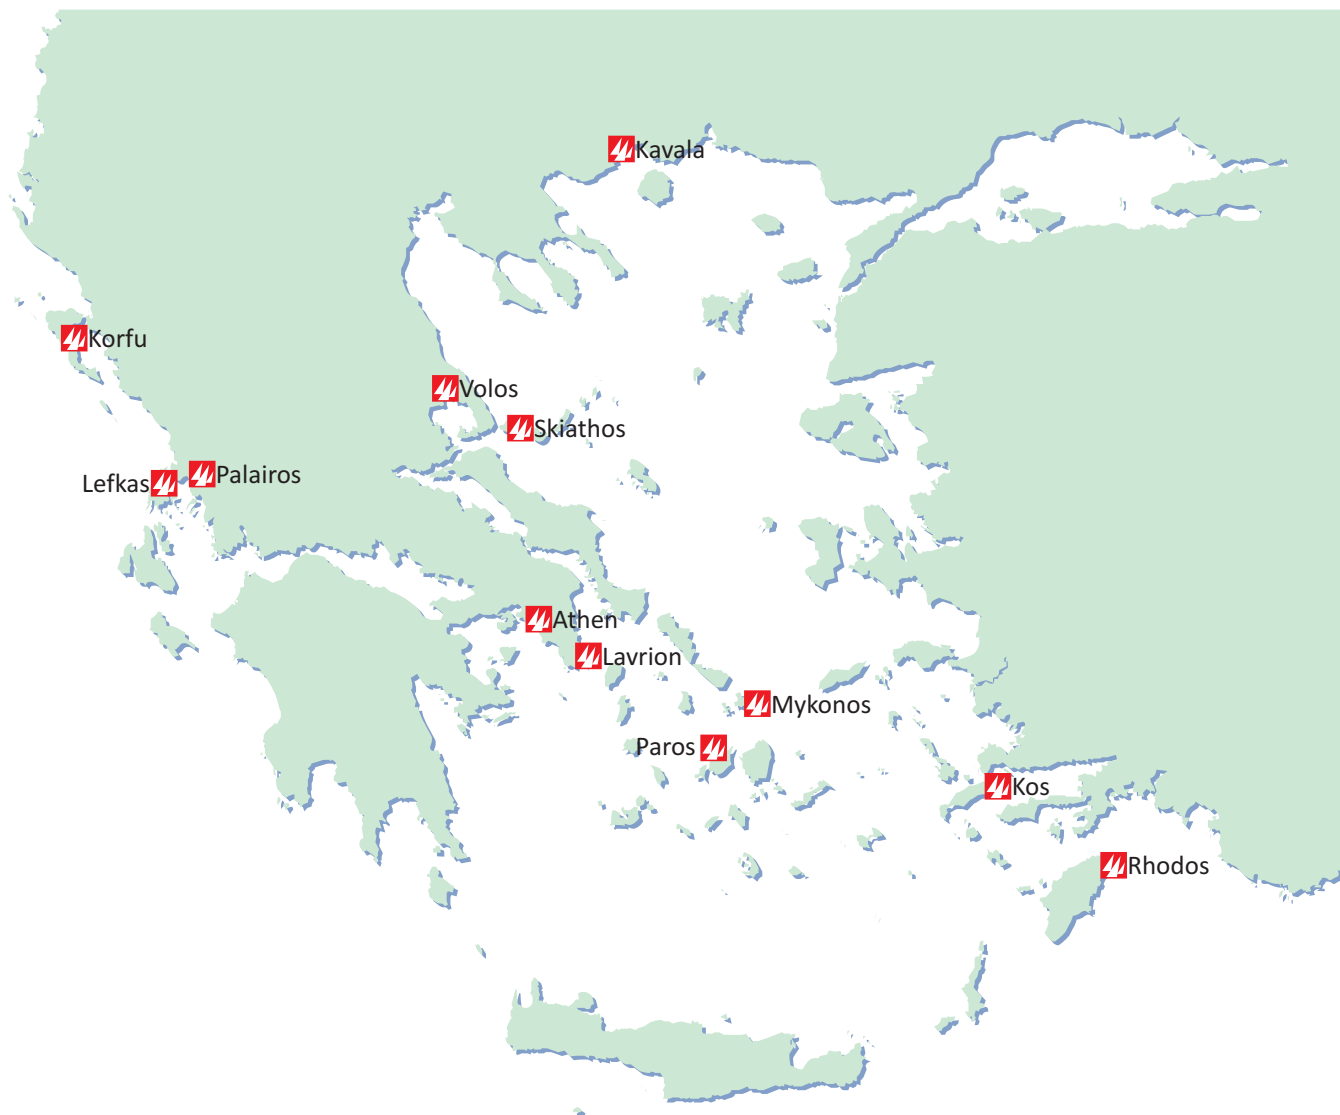 Kavala
Korfu
Volos
Skiathos
Palairos
Lefkas
Athen
Lavrion
Mykonos
Paros
Kos
Rhodos